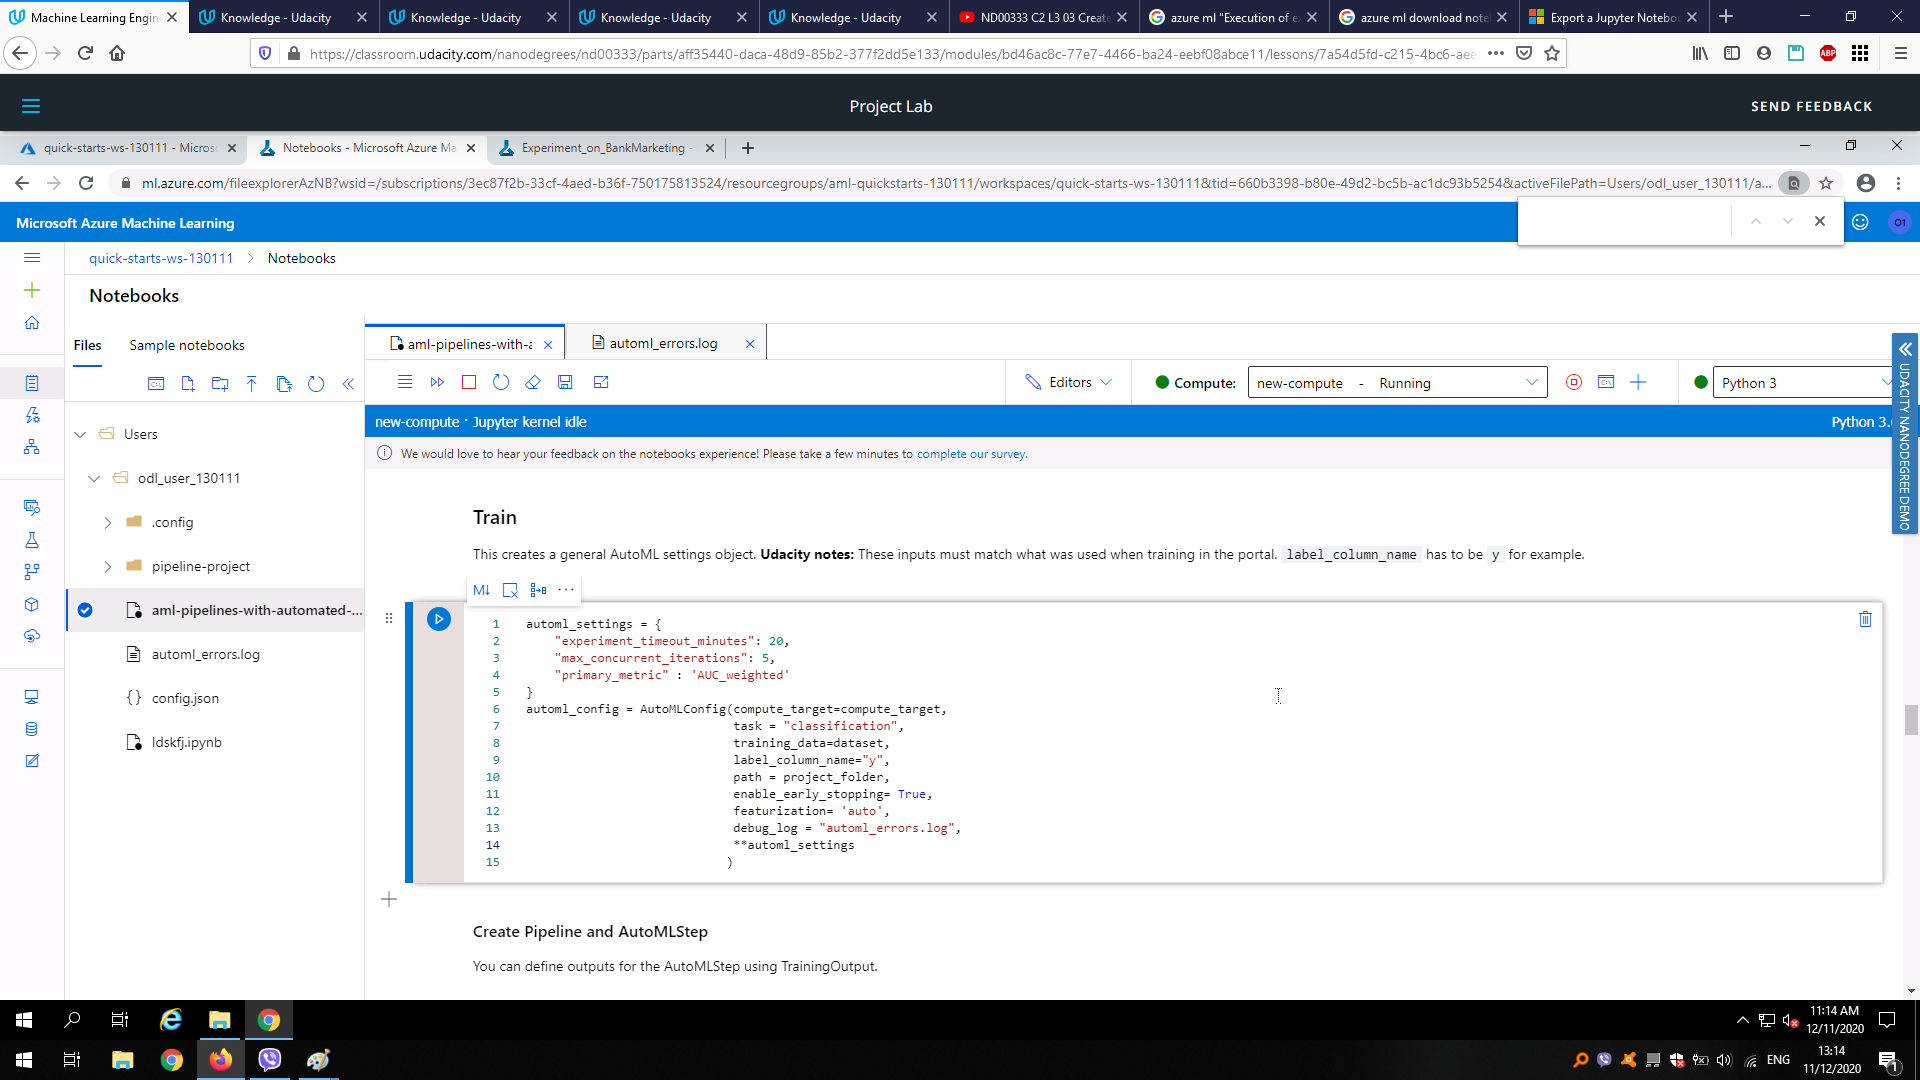 Machine Learning Engin
Knowledge - Udacity
Knowledge - Udacity
Knowledge - Udacity
Knowledge - Udacity
ND00333 C2 L3 03 Create
azure ml "Execution of e
azure ml download note
Export a Jupyter Notebo
https://classroom.udacity.com/nanodegrees/nd00333/parts/aff35440-daca-48d9-85b2-377f2dd5e133/modules/bd46ac8c-77e7-4466-ba24-eebf08abce11/lessons/7a54d5fd-c215-4bc6-aee
ABP
Project Lab
SEND FEEDBACK
quick-starts-ws-130111 - Micros
Notebooks - Microsoft Azure Ma
Experiment_on_BankMarketing -
ml.azure.com/fileexplorerAzNB?wsid=/subscriptions/3ec87f2b-33cf-4aed-b36f-750175813524/resourcegroups/aml-quickstarts-130111/workspaces/quick-starts-ws-130111&tid=660b3398-b80e-49d2-bc5b-ac1dc93b5254&activeFilePath=Users/odl_user_130111/a...
Microsoft Azure Machine Learning
O1
quick-starts-ws-130111 > Notebooks
Notebooks
Files
Sample notebooks
aml-pipelines-with-a
automl_errors.log
Editors
Compute:
new-compute - Running
Python 3
new-compute · Jupyter kernel idle
Python 3.
We would love to hear your feedback on the notebooks experience! Please take a few minutes to complete our survey.
UDACITY NANODEGREE DEMO
Users
odl_user_130111
.config
pipeline-project
aml-pipelines-with-automated-...
automl_errors.log
config.json
ldskfj.ipynb
Train
This creates a general AutoML settings object. Udacity notes: These inputs must match what was used when training in the portal. label_column_name has to be y for example.
M↓
1 automl_settings = {
2 "experiment_timeout_minutes": 20,
3 "max_concurrent_iterations": 5,
4 "primary_metric" : 'AUC_weighted'
5 }
6 automl_config = AutoMLConfig(compute_target=compute_target,
7 task = "classification",
8 training_data=dataset,
9 label_column_name="y",
10 path = project_folder,
11 enable_early_stopping= True,
12 featurization= 'auto',
13 debug_log = "automl_errors.log",
14 **automl_settings
15 )
Create Pipeline and AutoMLStep
You can define outputs for the AutoMLStep using TrainingOutput.
11:14 AM
12/11/2020
ENG
13:14
11/12/2020
1